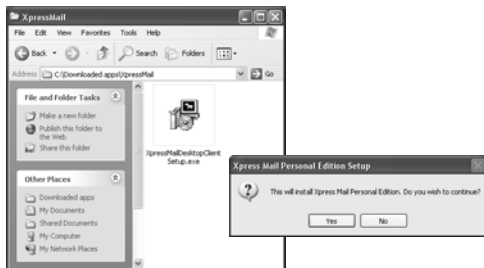 XpressMail
File Edit View Favorites Tools Help
Back Search Folders
Address C:\Downloaded apps\XpressMail Go
File and Folder Tasks
Make a new folder
Publish this folder to
the Web
Share this folder
XpressMailDesktopClient
Setup.exe
Other Places
Downloaded apps
My Documents
Shared Documents
My Computer
My Network Places
Xpress Mail Personal Edition Setup
This will install Xpress Mail Personal Edition. Do you wish to continue?
Yes No